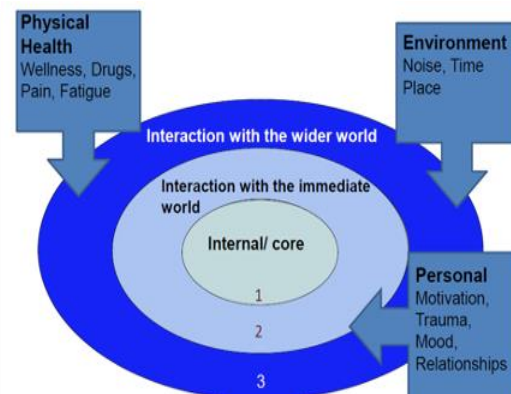 Physical
Health
Wellness, Drugs,
Pain, Fatigue
Environment
Noise, Time
Place
Interaction with the wider world
Interaction with the immediate
world
Internal/ core
1
2
3
Personal
Motivation,
Trauma,
Mood,
Relationships